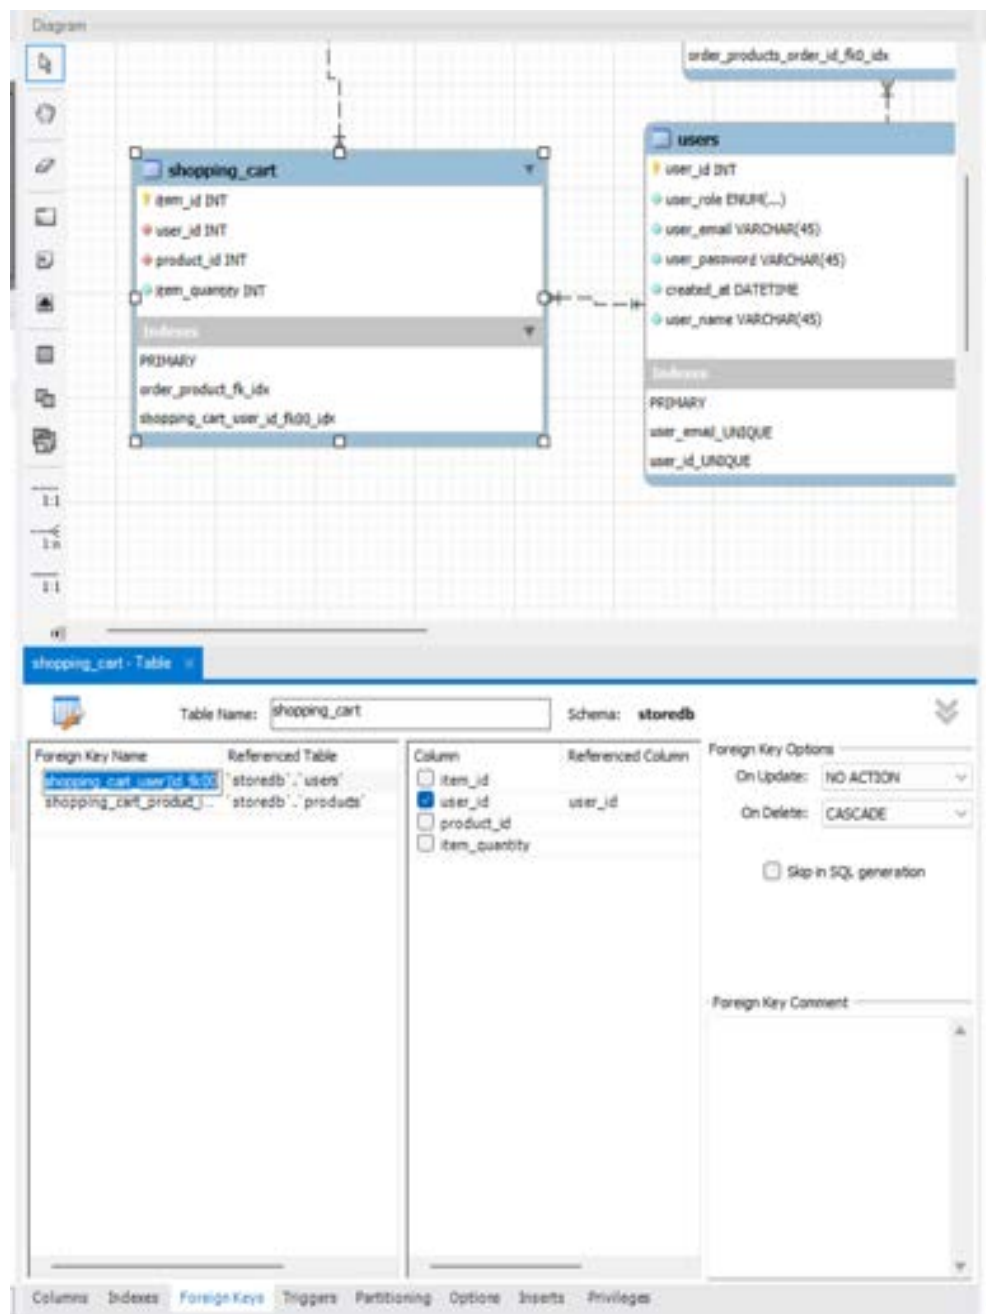 Diagram
order_products_order_id_fk0_idx
shopping_cart
item_id INT
user_id INT
product_id INT
item_quantity INT
Indexes
PRIMARY
order_product_fk_idx
shopping_cart_user_id_fk00_idx
users
user_id INT
user_role ENUM(...)
user_email VARCHAR(45)
user_password VARCHAR(45)
created_at DATETIME
user_name VARCHAR(45)
Indexes
PRIMARY
user_email_UNIQUE
user_id_UNIQUE
1:1
1:n
1:1
shopping_cart - Table ×
Table Name: shopping_cart Schema: storedb
Foreign Key Name Referenced Table
shopping_cart_user_id_fk00 `storedb`.`users`
shopping_cart_product_i... `storedb`.`products`
Column Referenced Column
item_id
user_id user_id
product_id
item_quantity
Foreign Key Options
On Update: NO ACTION
On Delete: CASCADE
Skip in SQL generation
Foreign Key Comment
Columns Indexes Foreign Keys Triggers Partitioning Options Inserts Privileges